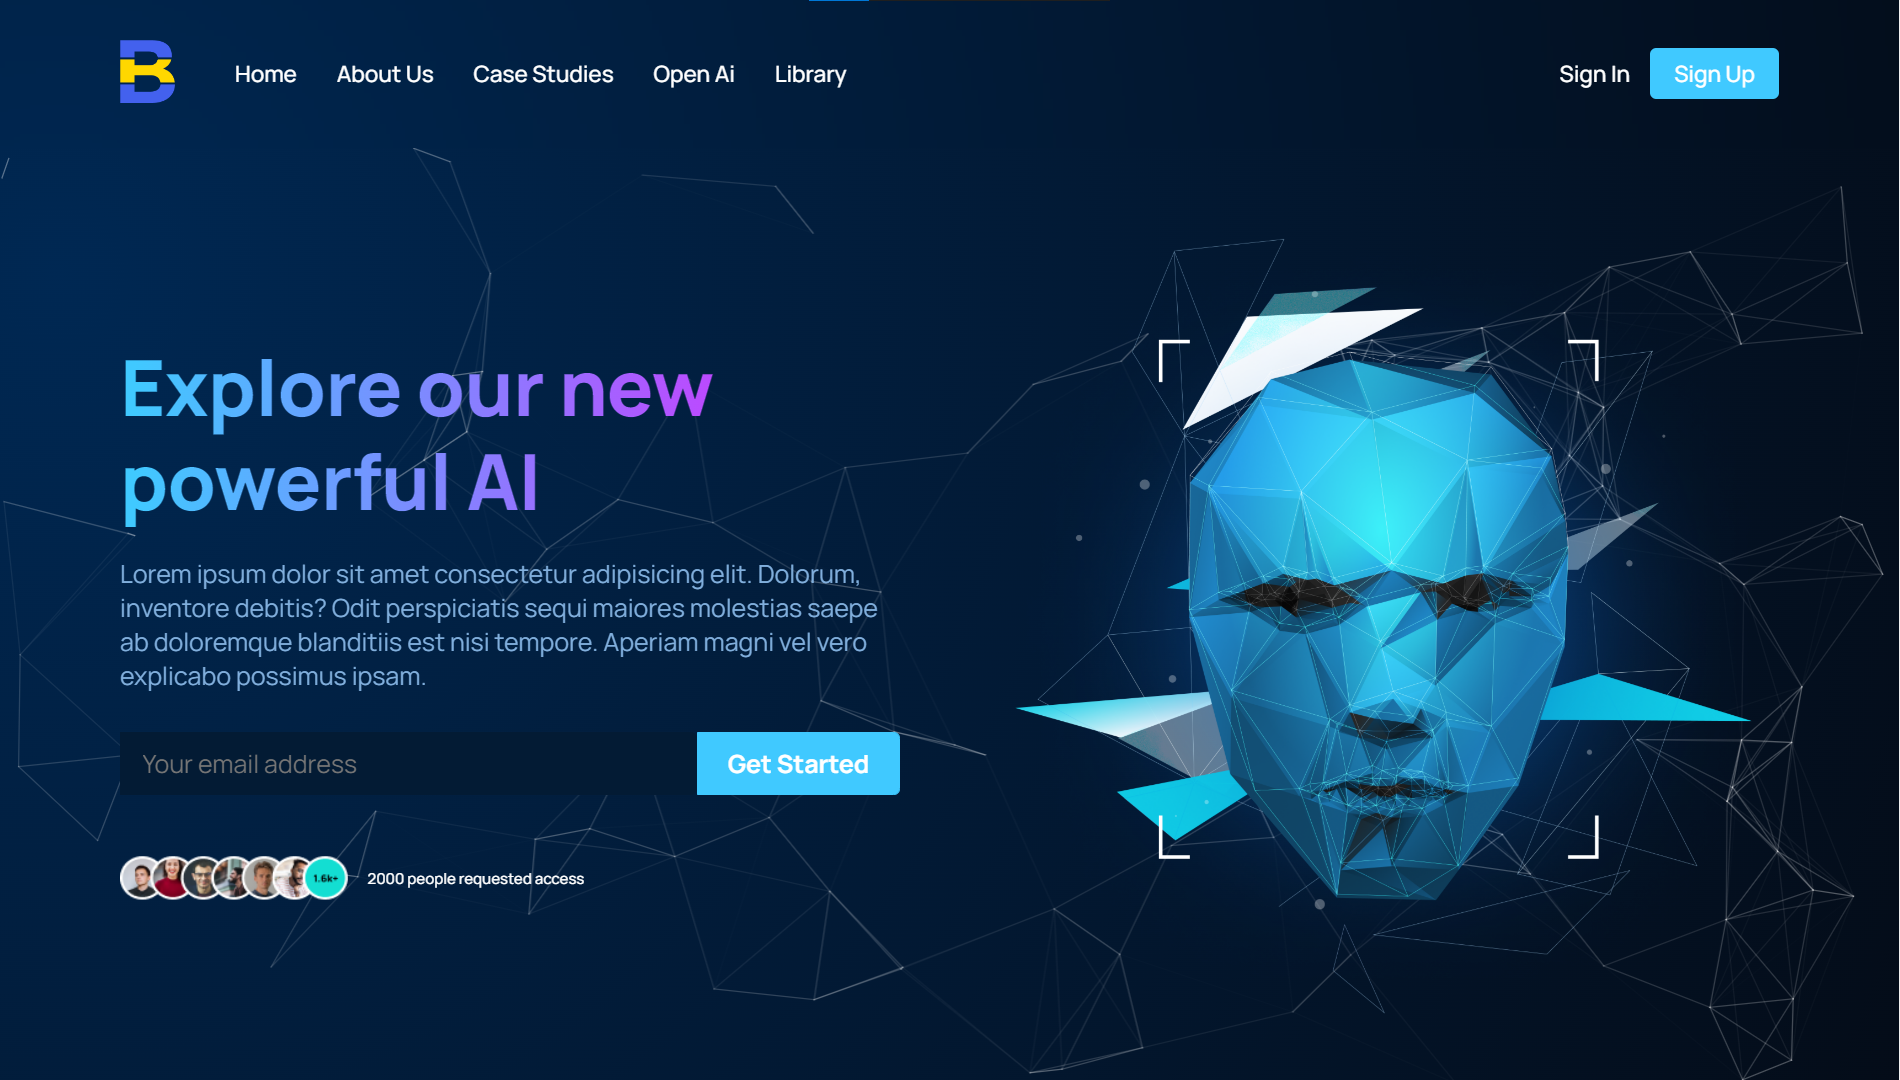 B
Home About Us Case Studies Open Ai Library Sign In Sign Up
Explore our new
powerful AI
Lorem ipsum dolor sit amet consectetur adipisicing elit. Dolorum,
inventore debitis? Odit perspiciatis sequi maiores molestias saepe
ab doloremque blanditiis est nisi tempore. Aperiam magni vel vero
explicabo possimus ipsam.
Your email address Get Started
1.6k+ 2000 people requested access